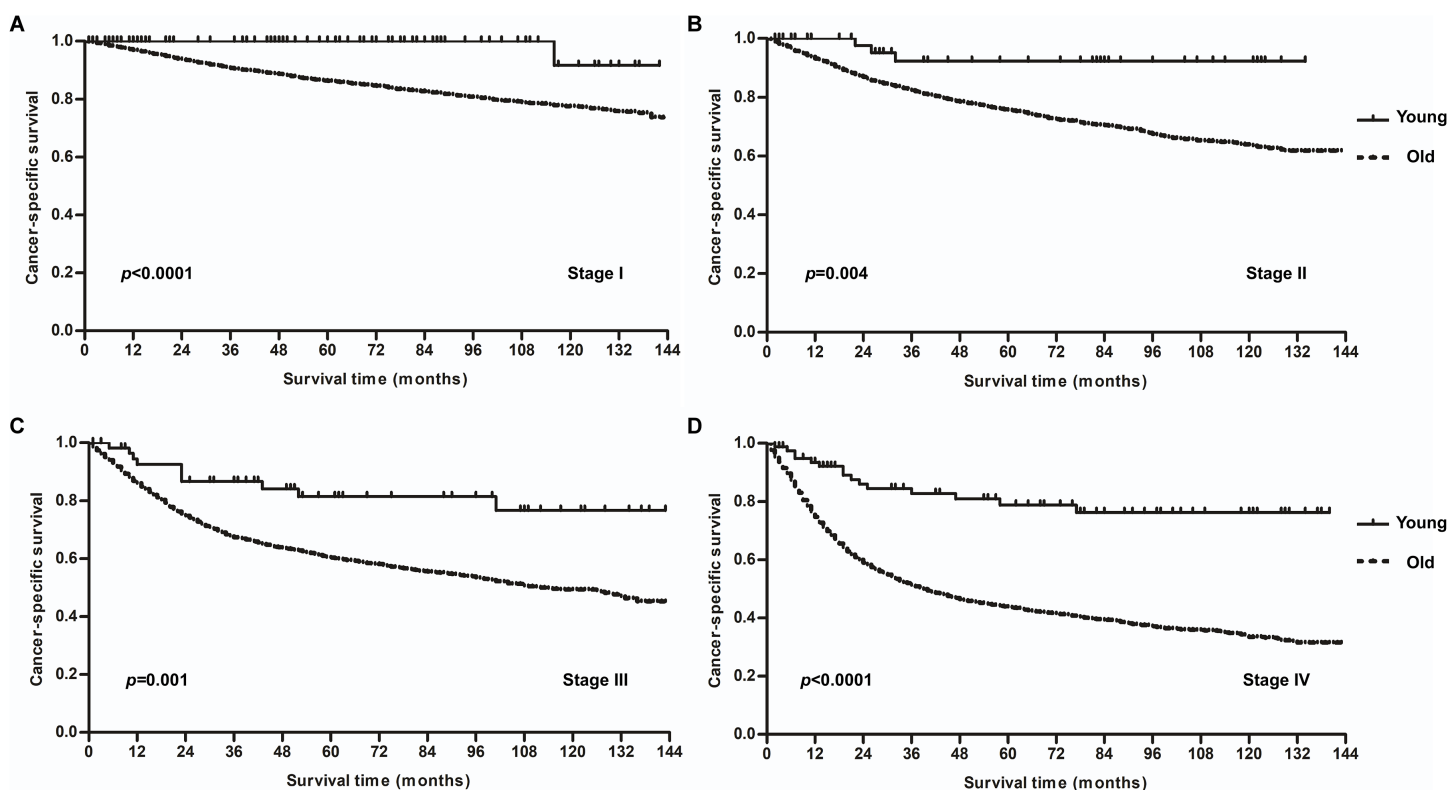 A
Cancer-specific survival
1.0
0.8
0.6
0.4
0.2
0.0
p<0.0001
Stage I
0 12 24 36 48 60 72 84 96 108 120 132 144
Survival time (months)
B
Cancer-specific survival
1.0
0.8
0.6
0.4
0.2
0.0
p=0.004
Stage II
0 12 24 36 48 60 72 84 96 108 120 132 144
Survival time (months)
Young
Old
C
Cancer-specific survival
1.0
0.8
0.6
0.4
0.2
0.0
p=0.001
Stage III
0 12 24 36 48 60 72 84 96 108 120 132 144
Survival time (months)
D
Cancer-specific survival
1.0
0.8
0.6
0.4
0.2
0.0
p<0.0001
Stage IV
0 12 24 36 48 60 72 84 96 108 120 132 144
Survival time (months)
Young
Old